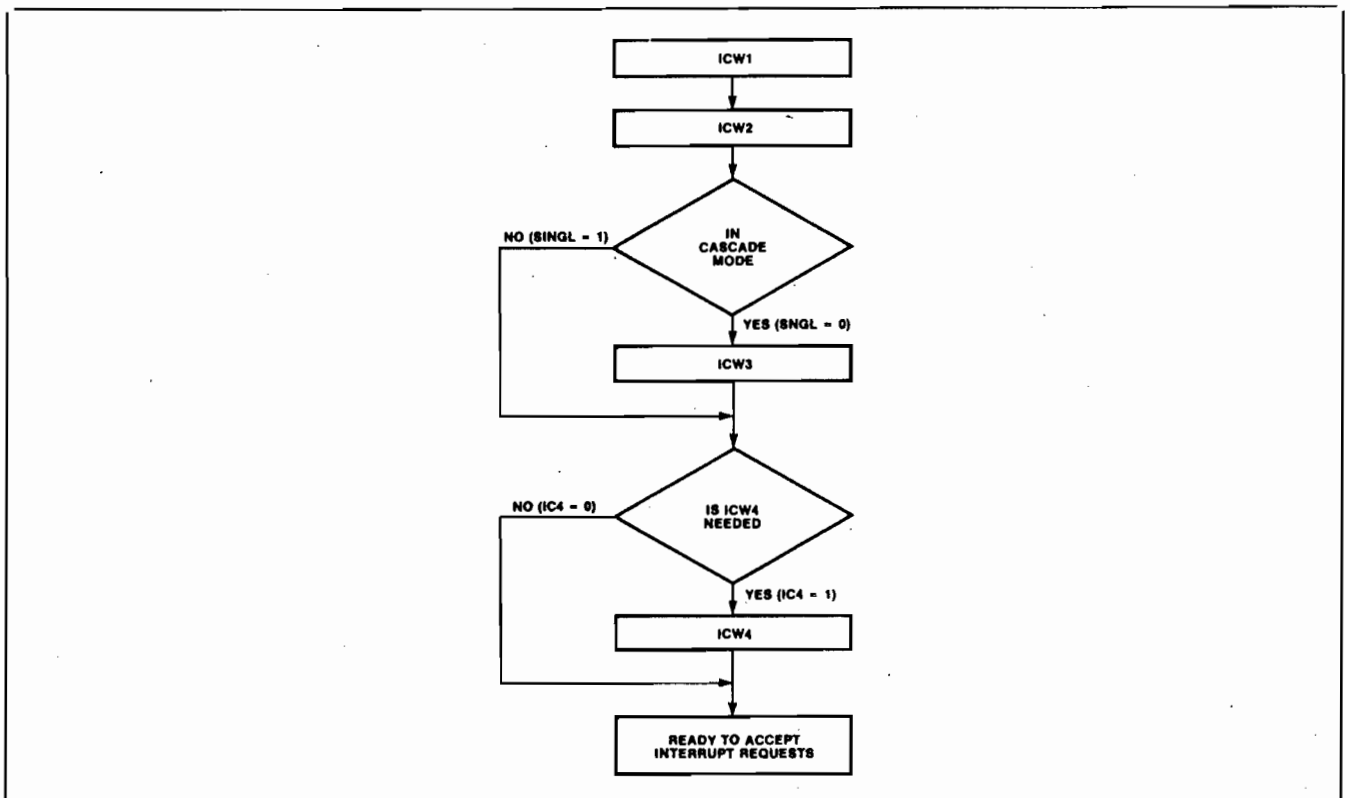 ICW1
ICW2
IN
CASCADE
MODE
NO (SINGL = 1)
YES (SNGL = 0)
ICW3
IS ICW4
NEEDED
NO (IC4 = 0)
YES (IC4 = 1)
ICW4
READY TO ACCEPT
INTERRUPT REQUESTS